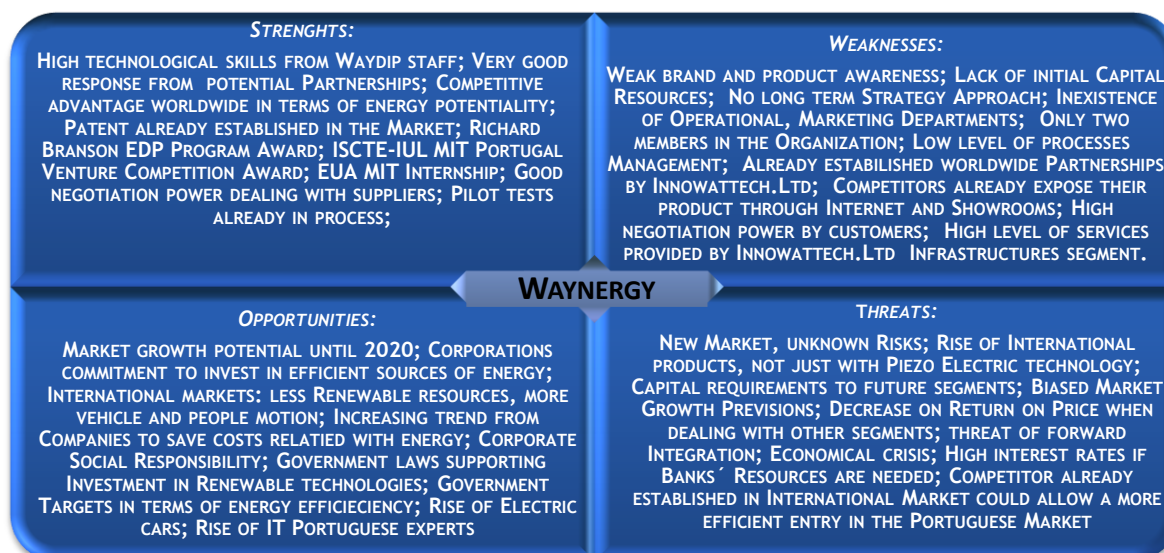 STRENGHTS:
HIGH TECHNOLOGICAL SKILLS FROM WAYDIP STAFF; VERY GOOD
RESPONSE FROM POTENTIAL PARTNERSHIPS; COMPETITIVE
ADVANTAGE WORLDWIDE IN TERMS OF ENERGY POTENTIALITY;
PATENT ALREADY ESTABLISHED IN THE MARKET; RICHARD
BRANSON EDP PROGRAM AWARD; ISCTE-IUL MIT PORTUGAL
VENTURE COMPETITION AWARD; EUA MIT INTERNSHIP; GOOD
NEGOTIATION POWER DEALING WITH SUPPLIERS; PILOT TESTS
ALREADY IN PROCESS;
WEAKNESSES:
WEAK BRAND AND PRODUCT AWARENESS; LACK OF INITIAL CAPITAL
RESOURCES; NO LONG TERM STRATEGY APPROACH; INEXISTENCE
OF OPERATIONAL, MARKETING DEPARTMENTS; ONLY TWO
MEMBERS IN THE ORGANIZATION; LOW LEVEL OF PROCESSES
MANAGEMENT; ALREADY ESTABILISHED WORLDWIDE PARTNERSHIPS
BY INNOWATTECH.LTD; COMPETITORS ALREADY EXPOSE THEIR
PRODUCT THROUGH INTERNET AND SHOWROOMS; HIGH
NEGOTIATION POWER BY CUSTOMERS; HIGH LEVEL OF SERVICES
PROVIDED BY INNOWATTECH.LTD INFRASTRUCTURES SEGMENT.
WAYNERGY
OPPORTUNITIES:
MARKET GROWTH POTENTIAL UNTIL 2020; CORPORATIONS
COMMITMENT TO INVEST IN EFFICIENT SOURCES OF ENERGY;
INTERNATIONAL MARKETS: LESS RENEWABLE RESOURCES, MORE
VEHICLE AND PEOPLE MOTION; INCREASING TREND FROM
COMPANIES TO SAVE COSTS RELATIED WITH ENERGY; CORPORATE
SOCIAL RESPONSIBILITY; GOVERNMENT LAWS SUPPORTING
INVESTMENT IN RENEWABLE TECHNOLOGIES; GOVERNMENT
TARGETS IN TERMS OF ENERGY EFFICIECIENCY; RISE OF ELECTRIC
CARS; RISE OF IT PORTUGUESE EXPERTS
THREATS:
NEW MARKET, UNKNOWN RISKS; RISE OF INTERNATIONAL
PRODUCTS, NOT JUST WITH PIEZO ELECTRIC TECHNOLOGY;
CAPITAL REQUIREMENTS TO FUTURE SEGMENTS; BIASED MARKET
GROWTH PREVISIONS; DECREASE ON RETURN ON PRICE WHEN
DEALING WITH OTHER SEGMENTS; THREAT OF FORWARD
INTEGRATION; ECONOMICAL CRISIS; HIGH INTEREST RATES IF
BANKS´ RESOURCES ARE NEEDED; COMPETITOR ALREADY
ESTABLISHED IN INTERNATIONAL MARKET COULD ALLOW A MORE
EFFICIENT ENTRY IN THE PORTUGUESE MARKET